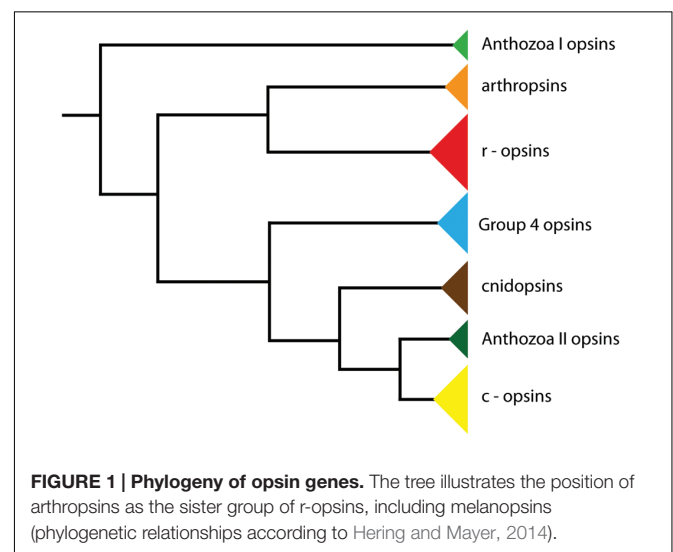 Anthozoa I opsins
arthropsins
r - opsins
Group 4 opsins
cnidopsins
Anthozoa II opsins
c - opsins
FIGURE 1 | Phylogeny of opsin genes. The tree illustrates the position of
arthropsins as the sister group of r-opsins, including melanopsins
(phylogenetic relationships according to Hering and Mayer, 2014).